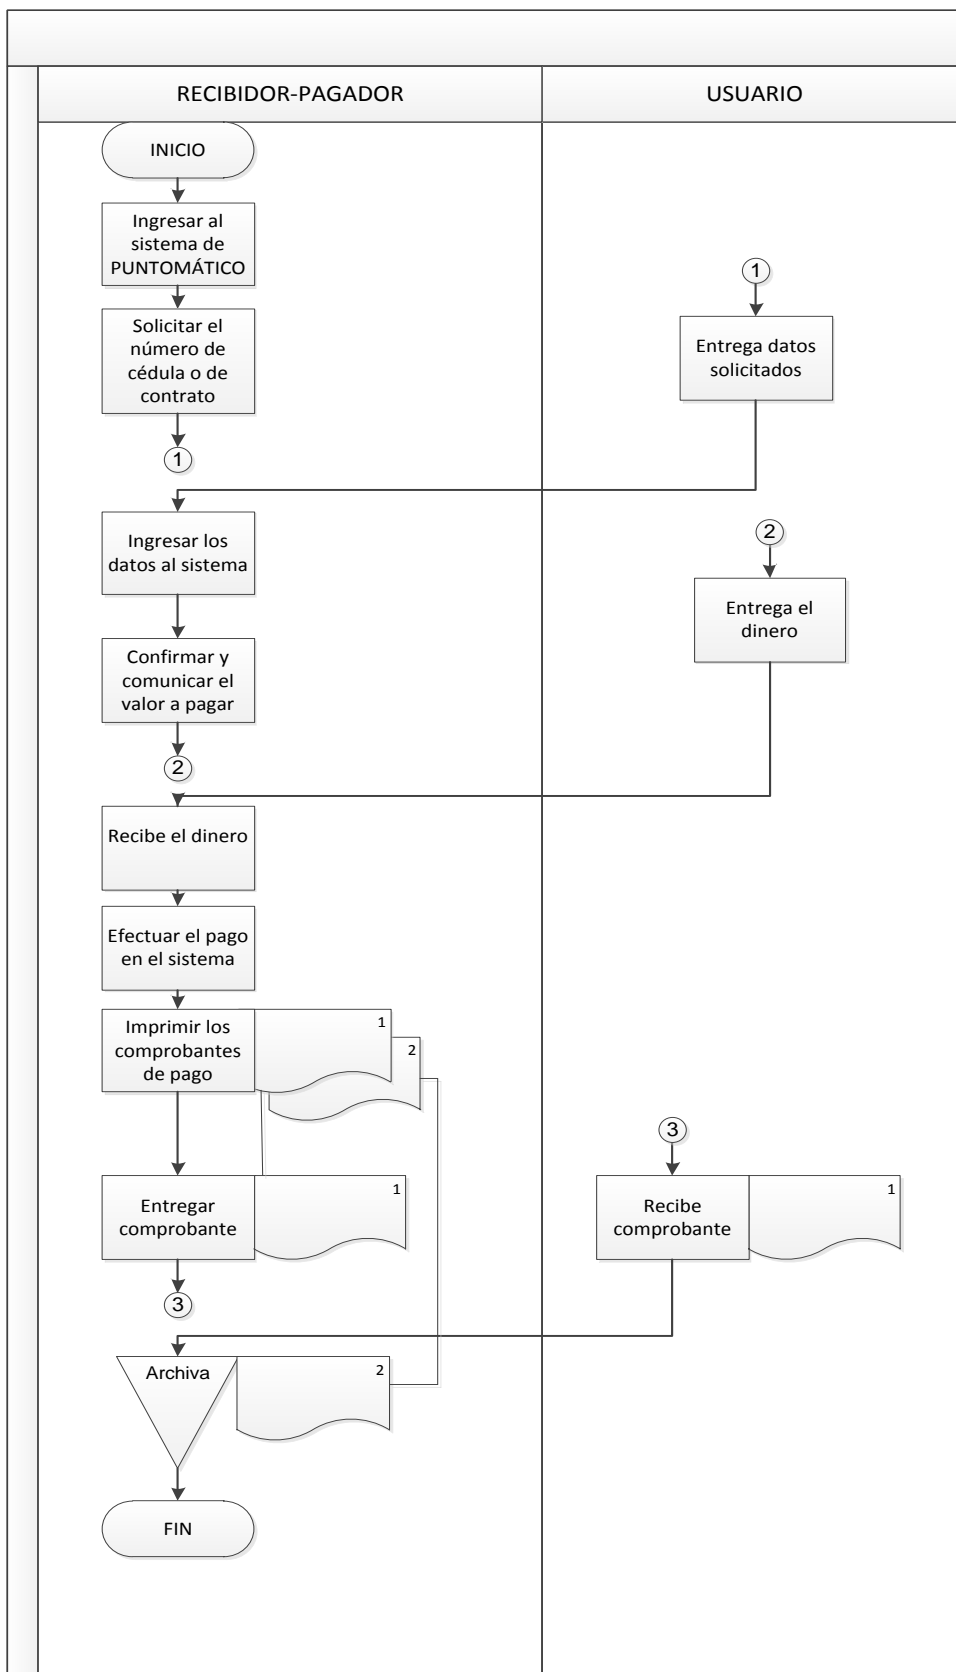 RECIBIDOR-PAGADOR
USUARIO
INICIO
Ingresar al
sistema de
PUNTOMÁTICO
Solicitar el
número de
cédula o de
contrato
1
1
Entrega datos
solicitados
Ingresar los
datos al sistema
Confirmar y
comunicar el
valor a pagar
2
2
Entrega el
dinero
Recibe el dinero
Efectuar el pago
en el sistema
Imprimir los
comprobantes
de pago
1
2
Entregar
comprobante
1
3
3
Recibe
comprobante
1
Archiva
2
FIN